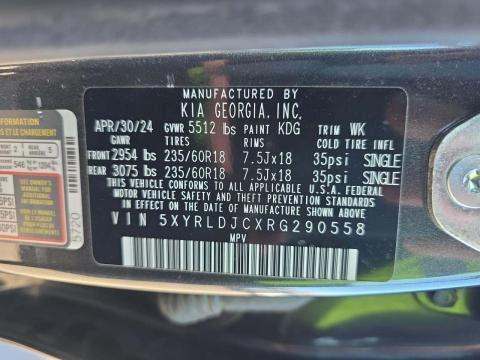 MANUFACTURED BY
KIA GEORGIA, INC.
APR/30/24 GVWR 5512 lbs PAINT KDG TRIM WK
GAWR TIRES RIMS COLD TIRE INFL
FRONT 2954 lbs 235/60R18 7.5Jx18 35psi SINGLE
REAR 3075 lbs 235/60R18 7.5Jx18 35psi SINGLE
THIS VEHICLE CONFORMS TO ALL APPLICABLE U.S.A. FEDERAL
MOTOR VEHICLE SAFETY, BUMPER, AND THEFT PREVENTION STANDARDS
IN EFFECT ON THE DATE OF MANUFACTURE SHOWN ABOVE.
VIN 5XYRLDJCXRG290558
MPV